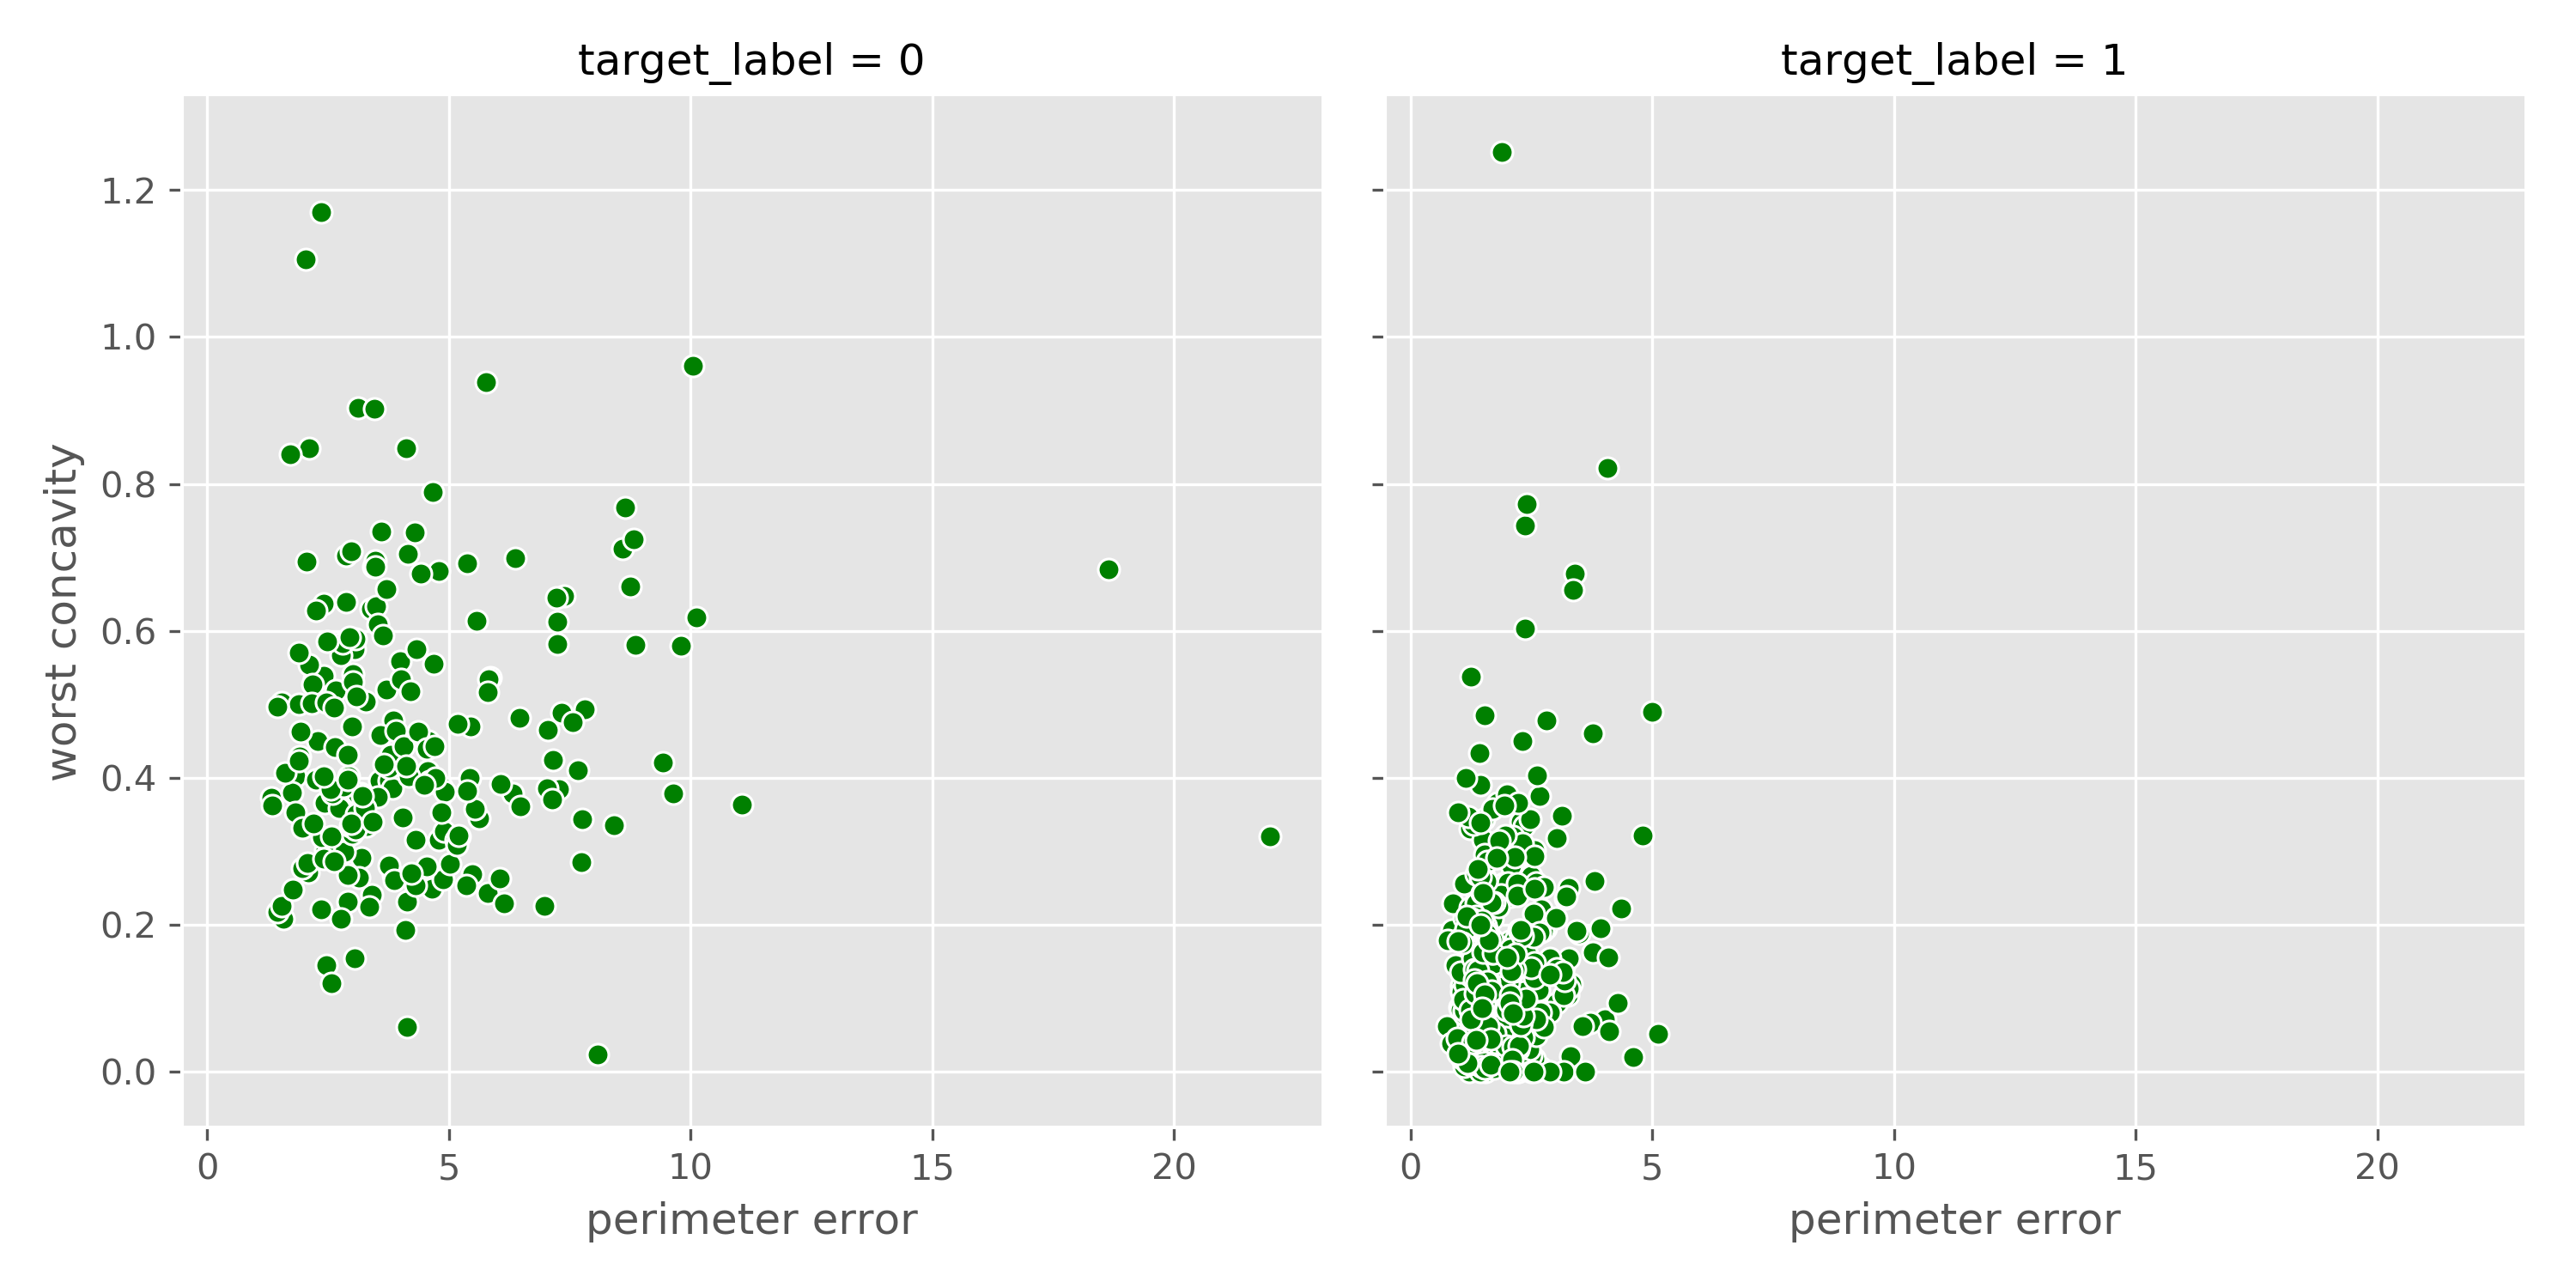 target_label = 0
target_label = 1
1.2
1.0
0.8
0.6
0.4
0.2
0.0
worst concavity
0 5 10 15 20
0 5 10 15 20
perimeter error
perimeter error